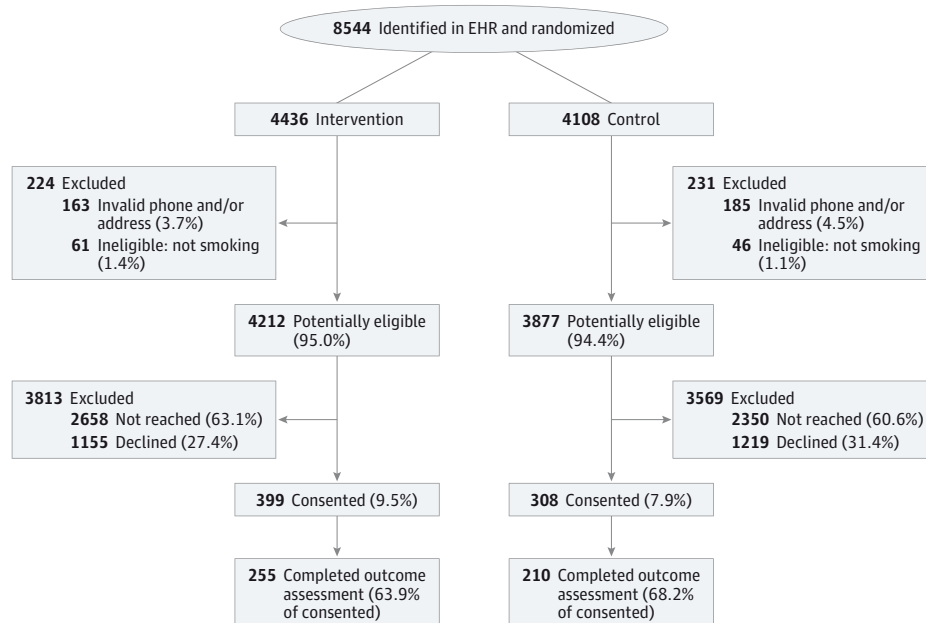 8544 Identified in EHR and randomized
4436 Intervention
4108 Control
224 Excluded
163 Invalid phone and/or
address (3.7%)
61 Ineligible: not smoking
(1.4%)
231 Excluded
185 Invalid phone and/or
address (4.5%)
46 Ineligible: not smoking
(1.1%)
4212 Potentially eligible
(95.0%)
3877 Potentially eligible
(94.4%)
3813 Excluded
2658 Not reached (63.1%)
1155 Declined (27.4%)
3569 Excluded
2350 Not reached (60.6%)
1219 Declined (31.4%)
399 Consented (9.5%)
308 Consented (7.9%)
255 Completed outcome
assessment (63.9%
of consented)
210 Completed outcome
assessment (68.2%
of consented)